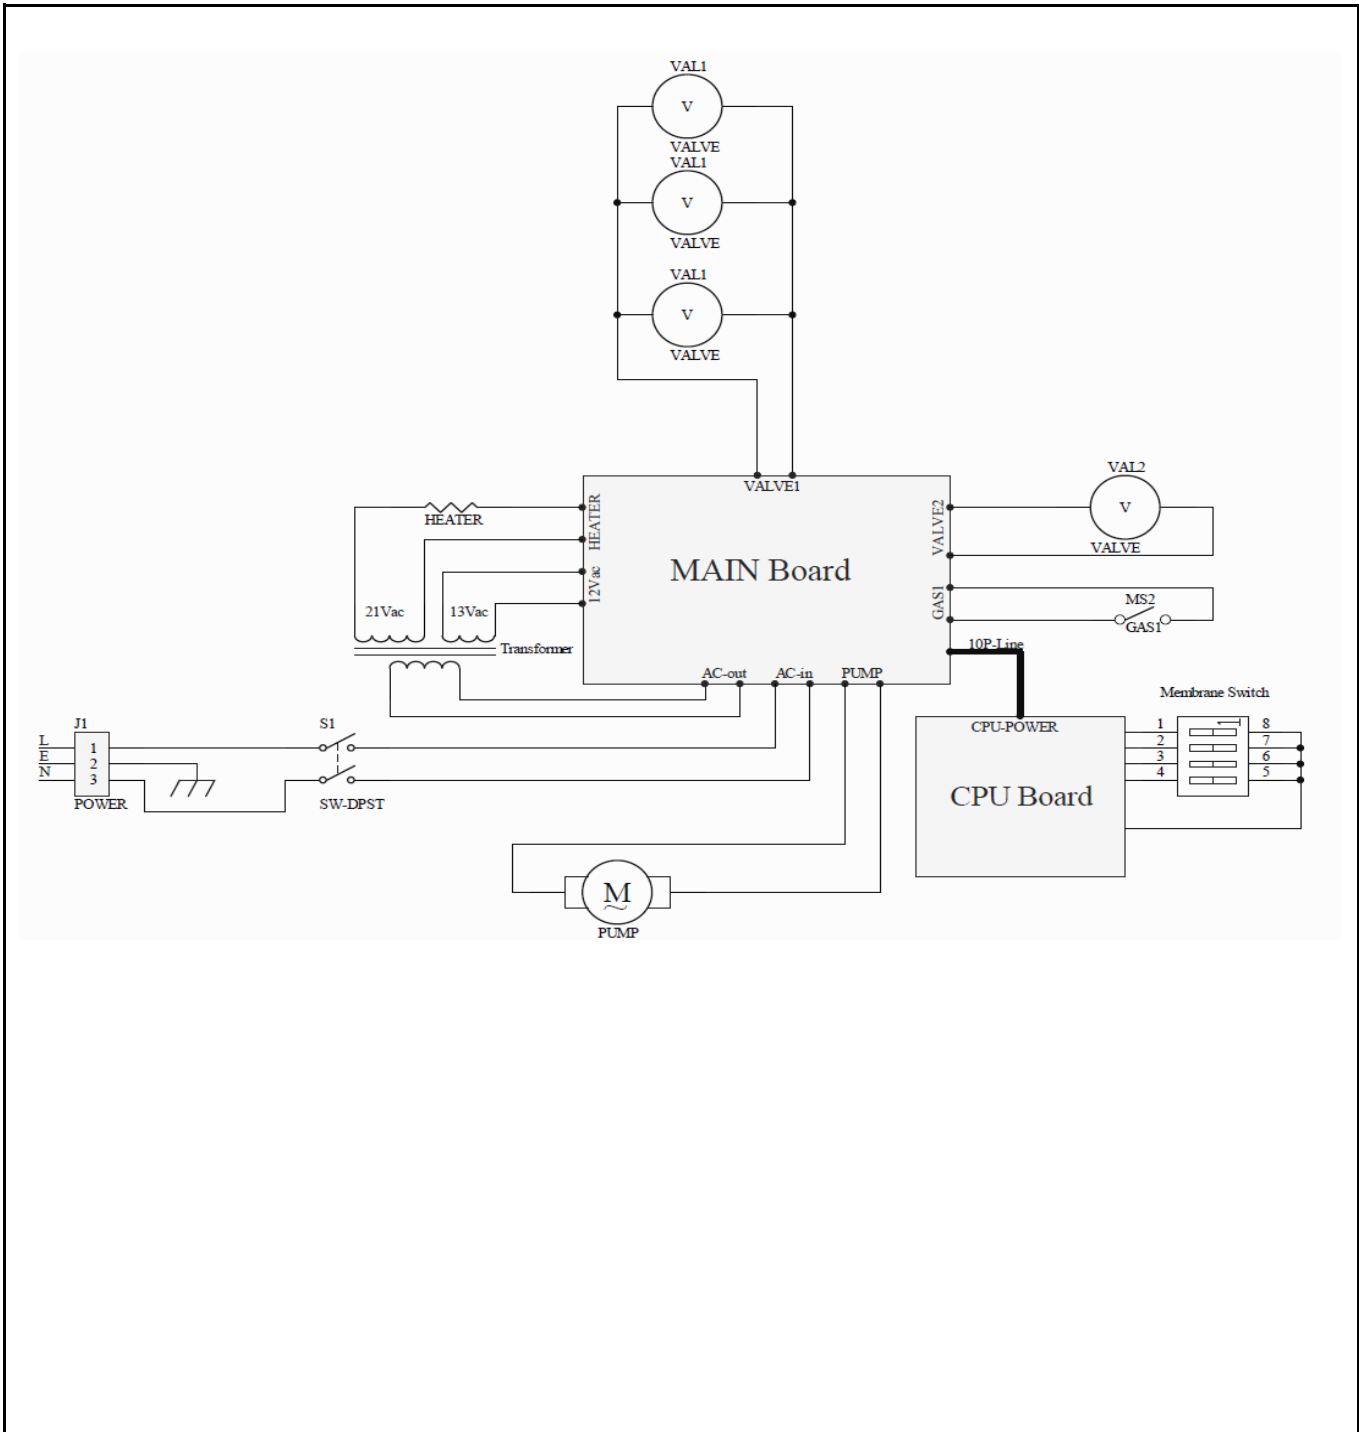 VAL1
V
VALVE
VAL1
V
VALVE
VAL1
V
VALVE
VALVE1
HEATER
HEATER
12Vac
21Vac
13Vac
Transformer
MAIN Board
VALVE2
GAS1
VAL2
V
VALVE
MS2
GAS1
10P-Line
AC-out
AC-in
PUMP
J1
L
E
N
1
2
3
POWER
S1
SW-DPST
M
PUMP
CPU-POWER
CPU Board
Membrane Switch
1
2
3
4
8
7
6
5